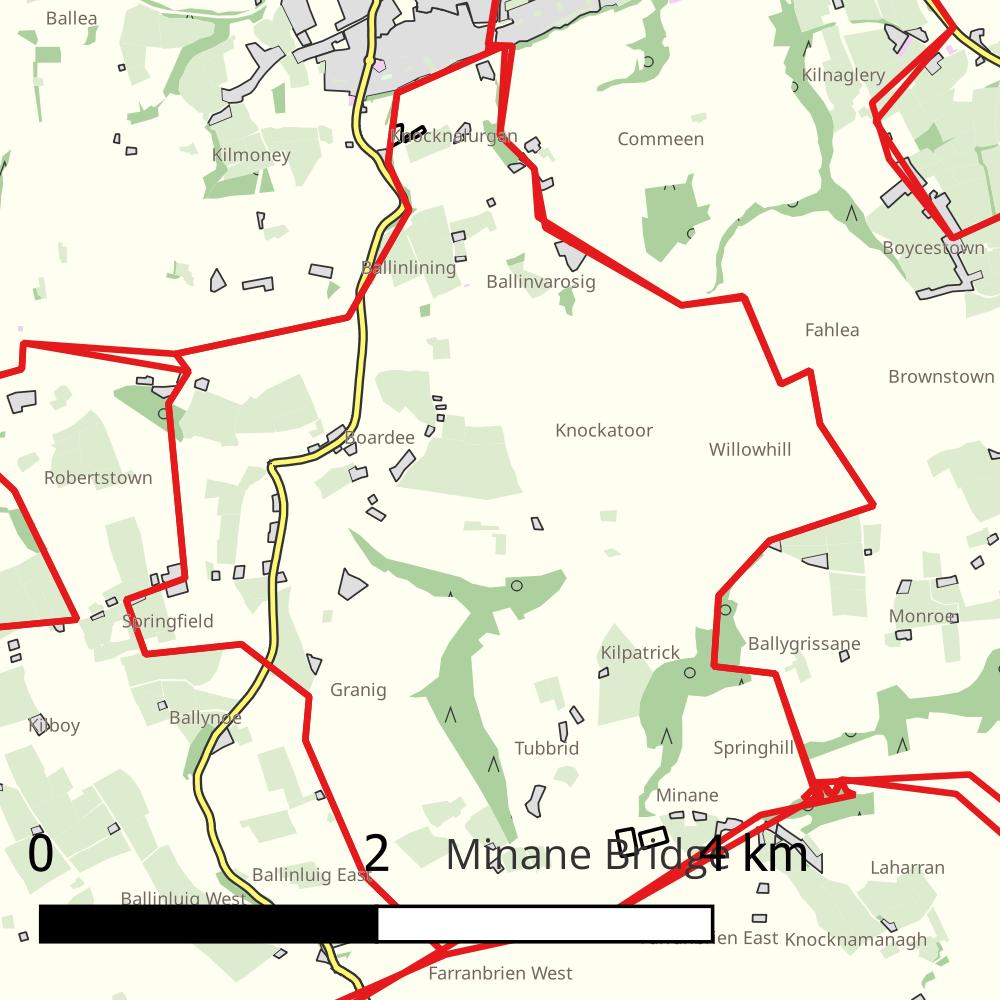 Ballea
Kilnaglery
Knocknalurgan
Commeen
Kilmoney
Boycestown
Ballinlining
Ballinvarosig
Fahlea
Brownstown
Knockatoor
Boardee
Willowhill
Robertstown
Springfield
Monroe
Ballygrissane
Kilpatrick
Granig
Ballynoe
Kilboy
Tubbrid
Springhill
Minane
0
2
Minane Bridge
4 km
Laharran
Ballinluig East
Ballinluig West
Farranbrien East
Knocknamanagh
Farranbrien West